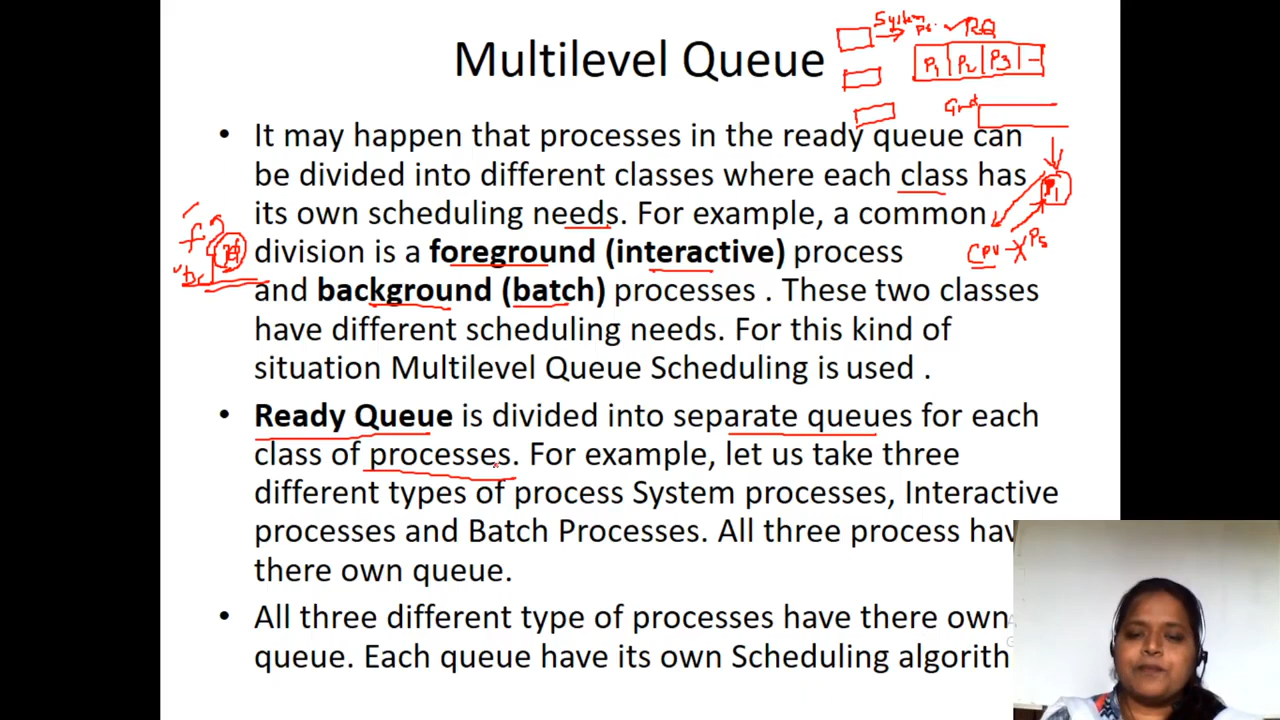 System
Ps. RQ
Multilevel Queue
P1 P2 P3 -
• It may happen that processes in the ready queue can
be divided into different classes where each class has
its own scheduling needs. For example, a common
division is a foreground (interactive) process
CPU P5
and background (batch) processes . These two classes
have different scheduling needs. For this kind of
situation Multilevel Queue Scheduling is used .
• Ready Queue is divided into separate queues for each
class of processes. For example, let us take three
different types of process System processes, Interactive
processes and Batch Processes. All three process hav
there own queue.
• All three different type of processes have there own
queue. Each queue have its own Scheduling algorith